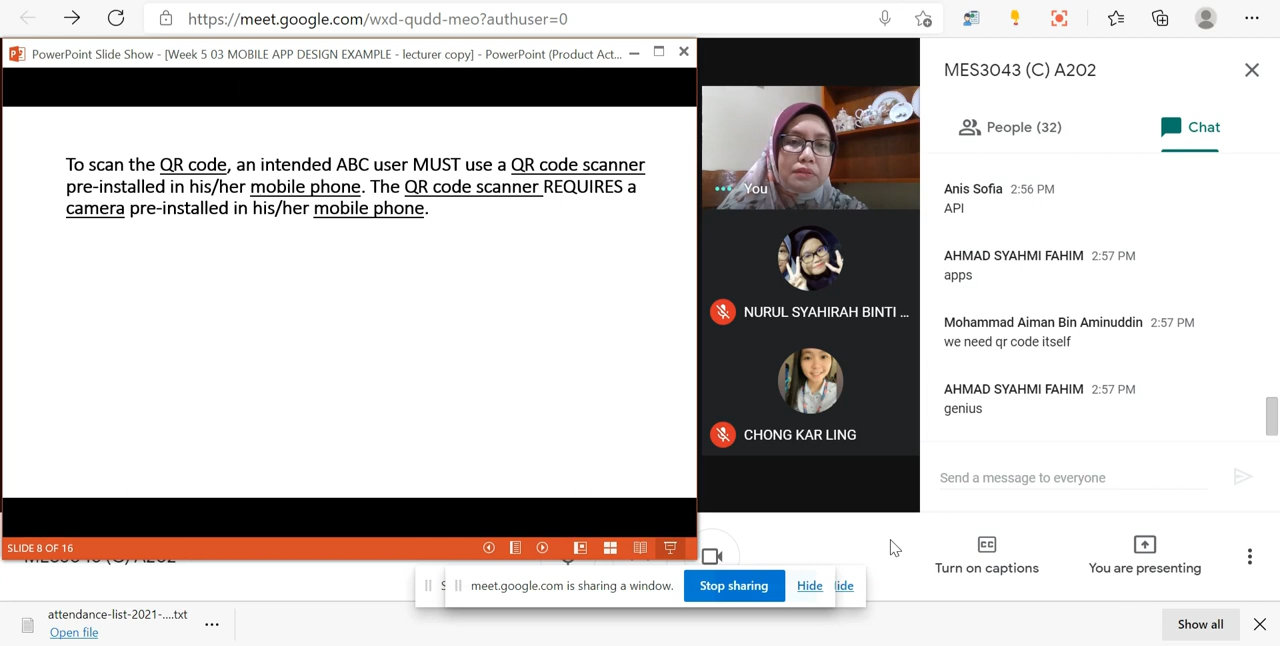 https://meet.google.com/wxd-qudd-meo?authuser=0
PowerPoint Slide Show - [Week 5 03 MOBILE APP DESIGN EXAMPLE - lecturer copy] - PowerPoint (Product Act...
To scan the QR code, an intended ABC user MUST use a QR code scanner
pre-installed in his/her mobile phone. The QR code scanner REQUIRES a
camera pre-installed in his/her mobile phone.
SLIDE 8 OF 16
You
NURUL SYAHIRAH BINTI ...
CHONG KAR LING
MES3043 (C) A202
People (32)
Chat
Anis Sofia 2:56 PM
API
AHMAD SYAHMI FAHIM 2:57 PM
apps
Mohammad Aiman Bin Aminuddin 2:57 PM
we need qr code itself
AHMAD SYAHMI FAHIM 2:57 PM
genius
Send a message to everyone
Turn on captions
You are presenting
meet.google.com is sharing a window.
Stop sharing
Hide
attendance-list-2021-....txt
Open file
Show all